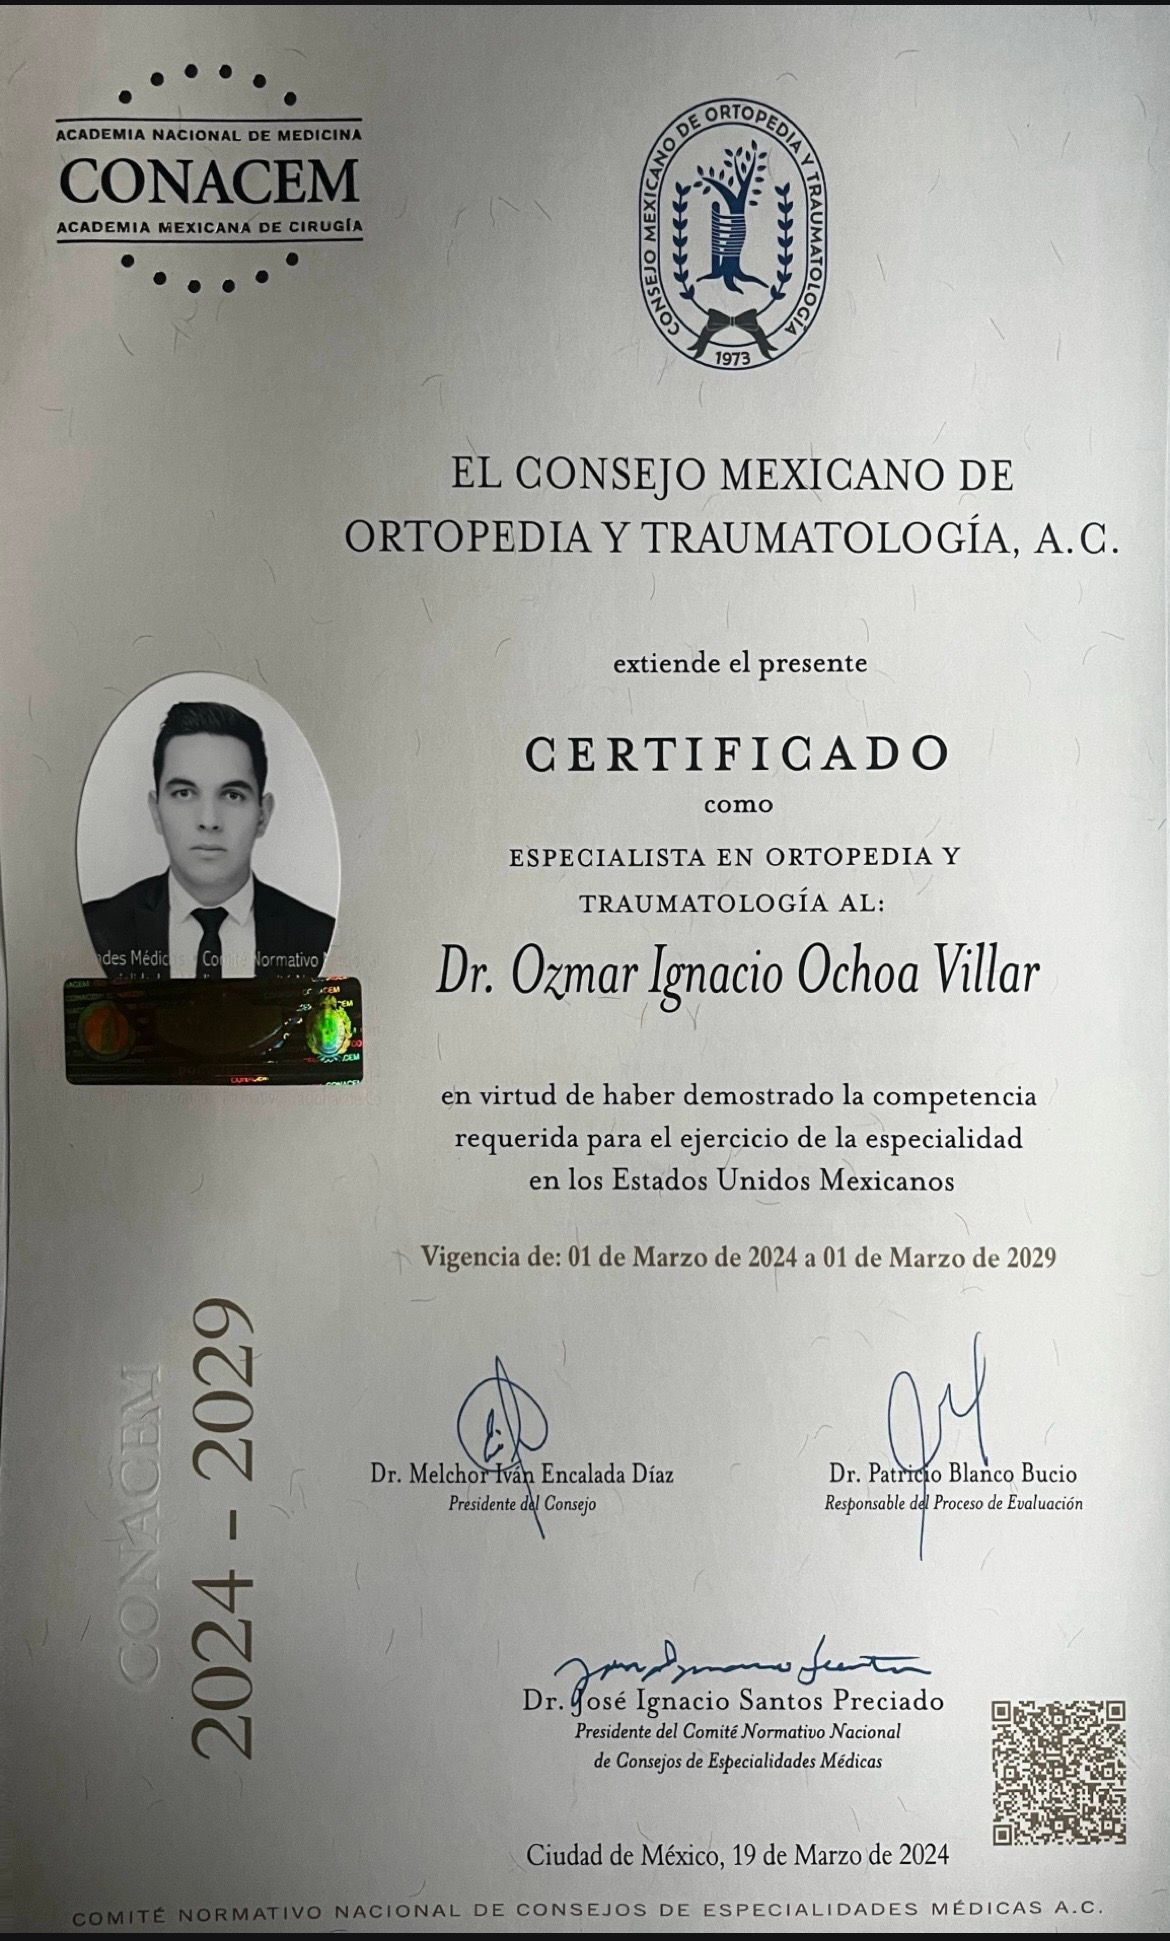 ACADEMIA NACIONAL DE MEDICINA
CONACEM
ACADEMIA MEXICANA DE CIRUGÍA
CONSEJO MEXICANO DE ORTOPEDIA Y TRAUMATOLOGÍA
1973
EL CONSEJO MEXICANO DE
ORTOPEDIA Y TRAUMATOLOGÍA, A.C.
extiende el presente
CERTIFICADO
como
ESPECIALISTA EN ORTOPEDIA Y
TRAUMATOLOGÍA AL:
Dr. Ozmar Ignacio Ochoa Villar
Comité Normativo
en virtud de haber demostrado la competencia
requerida para el ejercicio de la especialidad
en los Estados Unidos Mexicanos
Vigencia de: 01 de Marzo de 2024 a 01 de Marzo de 2029
CONACEM
2024 - 2029
Dr. Melchor Iván Encalada Díaz
Presidente del Consejo
Dr. Patricio Blanco Bucio
Responsable del Proceso de Evaluación
Dr. José Ignacio Santos Preciado
Presidente del Comité Normativo Nacional
de Consejos de Especialidades Médicas
Ciudad de México, 19 de Marzo de 2024
COMITÉ NORMATIVO NACIONAL DE CONSEJOS DE ESPECIALIDADES MÉDICAS A.C.